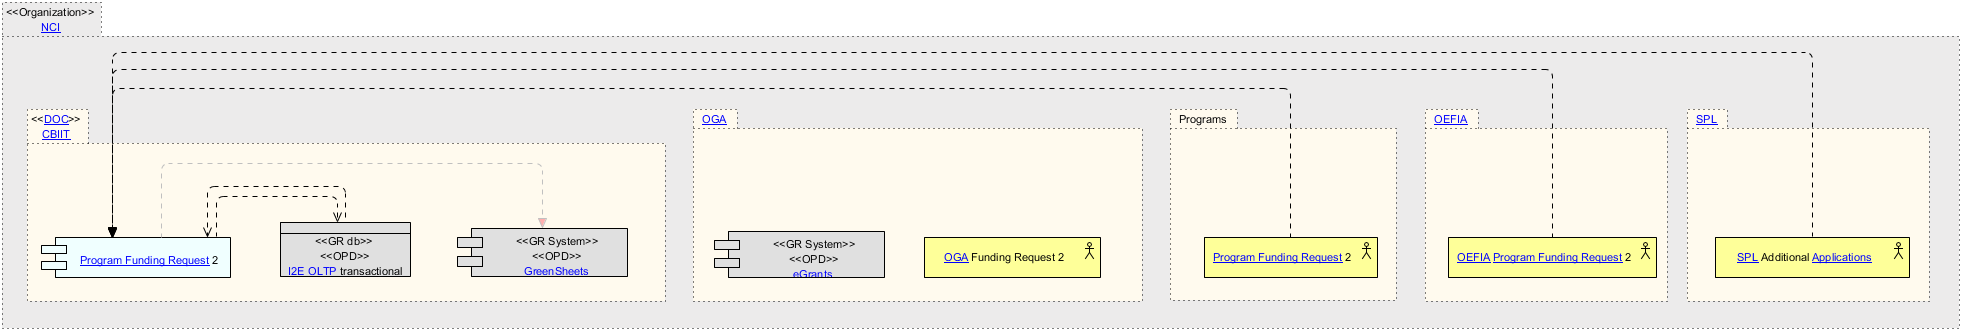 <<Organization>>
NCI
<<DOC>>
CBIIT
Program Funding Request 2
<<GR db>>
<<OPD>>
I2E OLTP transactional
<<GR System>>
<<OPD>>
GreenSheets
OGA
<<GR System>>
<<OPD>>
eGrants
OGA Funding Request 2
Programs
Program Funding Request 2
OEFIA
OEFIA Program Funding Request 2
SPL
SPL Additional Applications